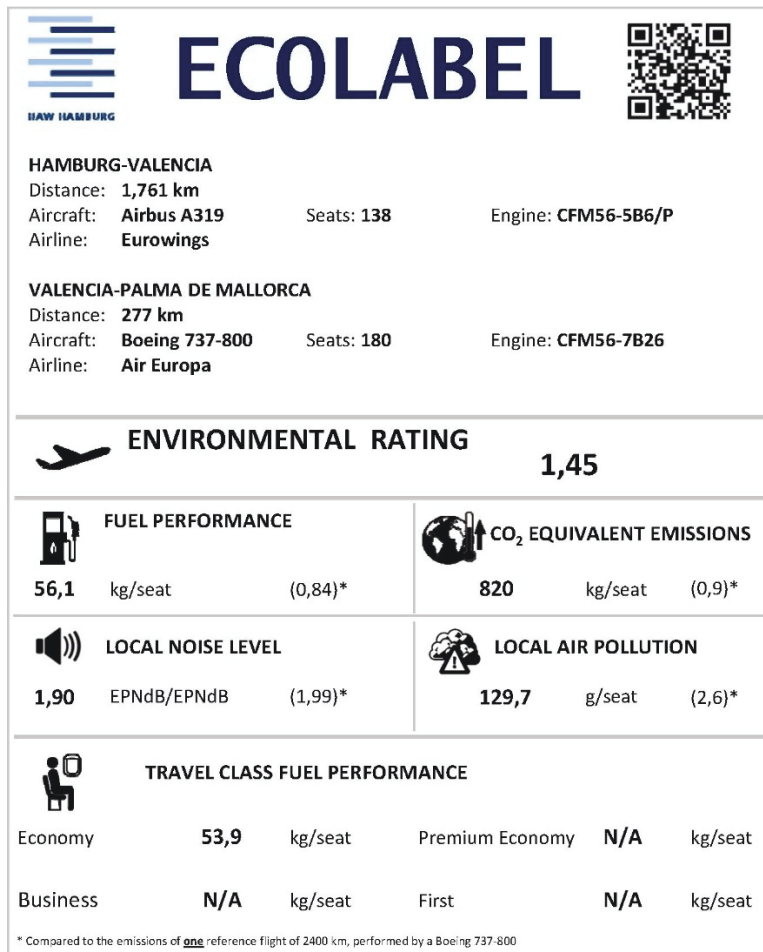 ECOLABEL
HAW HAMBURG
HAMBURG-VALENCIA
Distance: 1,761 km
Aircraft: Airbus A319 Seats: 138 Engine: CFM56-5B6/P
Airline: Eurowings
VALENCIA-PALMA DE MALLORCA
Distance: 277 km
Aircraft: Boeing 737-800 Seats: 180 Engine: CFM56-7B26
Airline: Air Europa
ENVIRONMENTAL RATING
1,45
FUEL PERFORMANCE
56,1 kg/seat (0,84)*
CO₂ EQUIVALENT EMISSIONS
820 kg/seat (0,9)*
LOCAL NOISE LEVEL
1,90 EPNdB/EPNdB (1,99)*
LOCAL AIR POLLUTION
129,7 g/seat (2,6)*
TRAVEL CLASS FUEL PERFORMANCE
Economy 53,9 kg/seat Premium Economy N/A kg/seat
Business N/A kg/seat First N/A kg/seat
* Compared to the emissions of one reference flight of 2400 km, performed by a Boeing 737-800